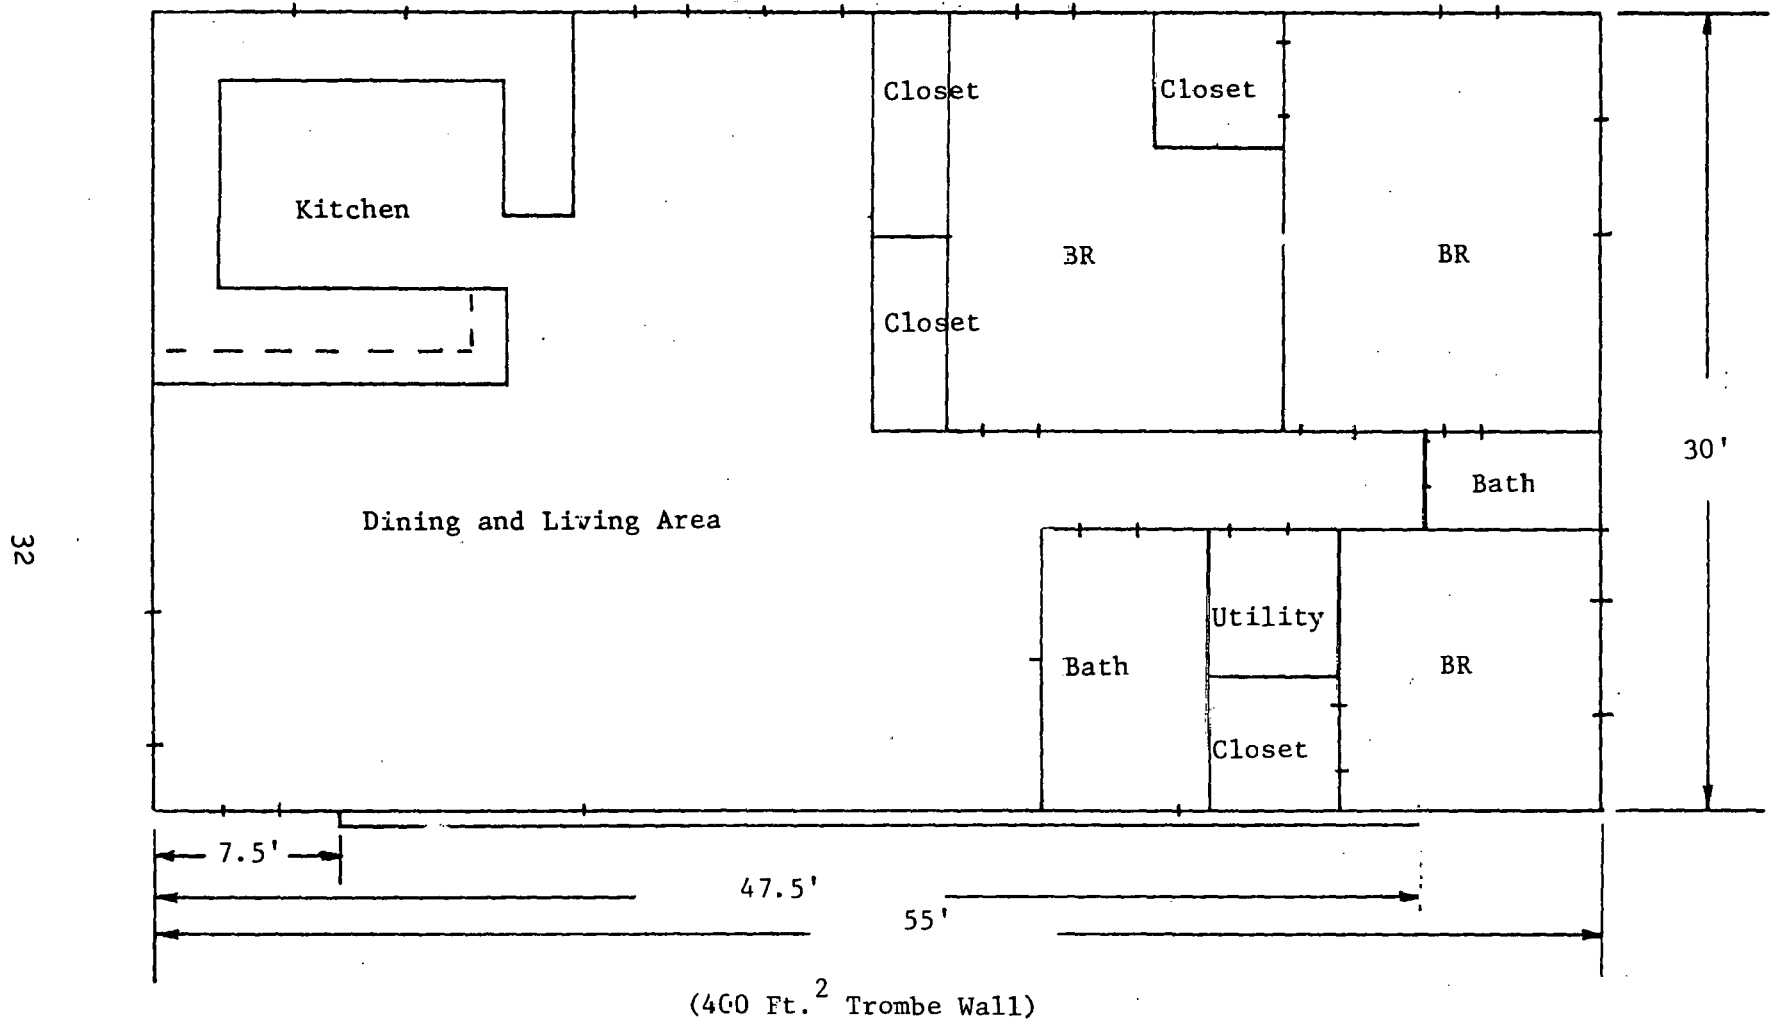 Closet
Closet
Kitchen
BR
BR
Closet
30'
Bath
Dining and Living Area
32
Utility
Bath
BR
Closet
7.5'
47.5'
55'
(400 Ft.2 Trombe Wall)